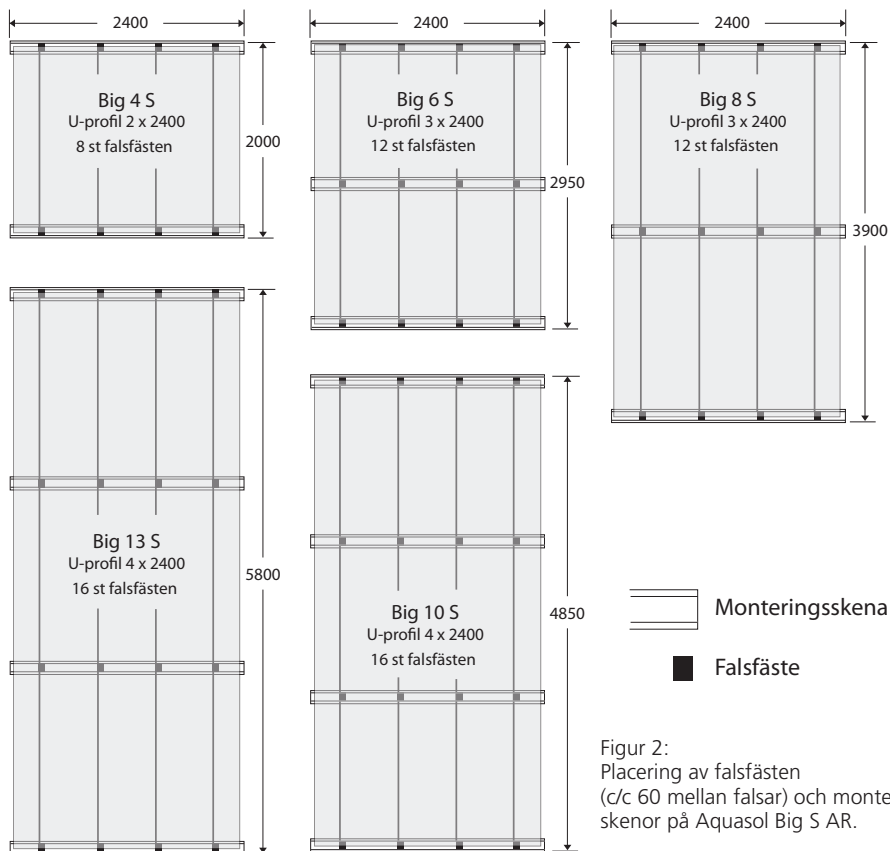 2400
2400
2400
Big 4 S
U-profil 2 x 2400
8 st falsfästen
2000
Big 6 S
U-profil 3 x 2400
12 st falsfästen
2950
Big 8 S
U-profil 3 x 2400
12 st falsfästen
3900
Big 13 S
U-profil 4 x 2400
16 st falsfästen
5800
Big 10 S
U-profil 4 x 2400
16 st falsfästen
4850
Monteringsskena
Falsfäste
Figur 2:
Placering av falsfästen
(c/c 60 mellan falsar) och monte
skenor på Aquasol Big S AR.